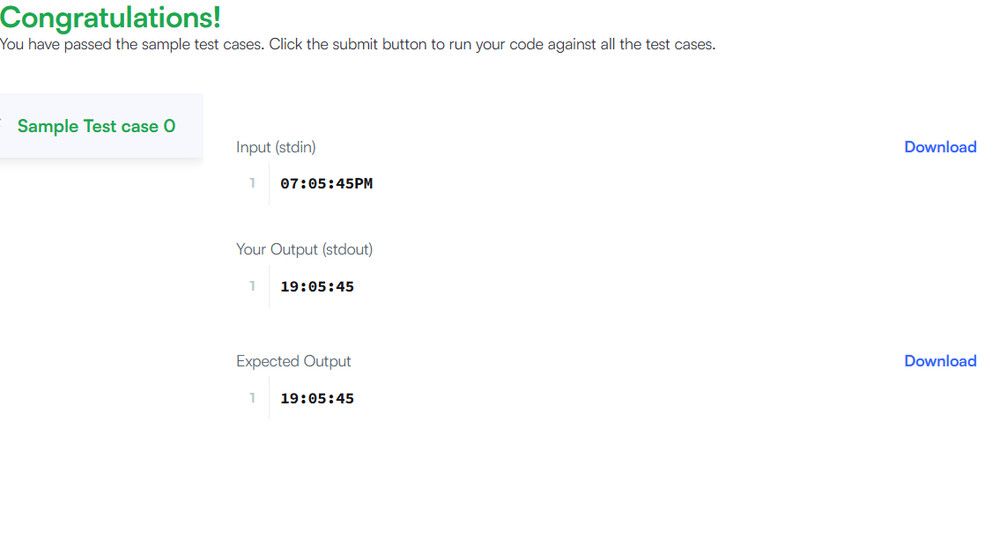 Congratulations!
You have passed the sample test cases. Click the submit button to run your code against all the test cases.
Sample Test case 0
Input (stdin)
Download
1
07:05:45PM
Your Output (stdout)
1
19:05:45
Expected Output
Download
1
19:05:45